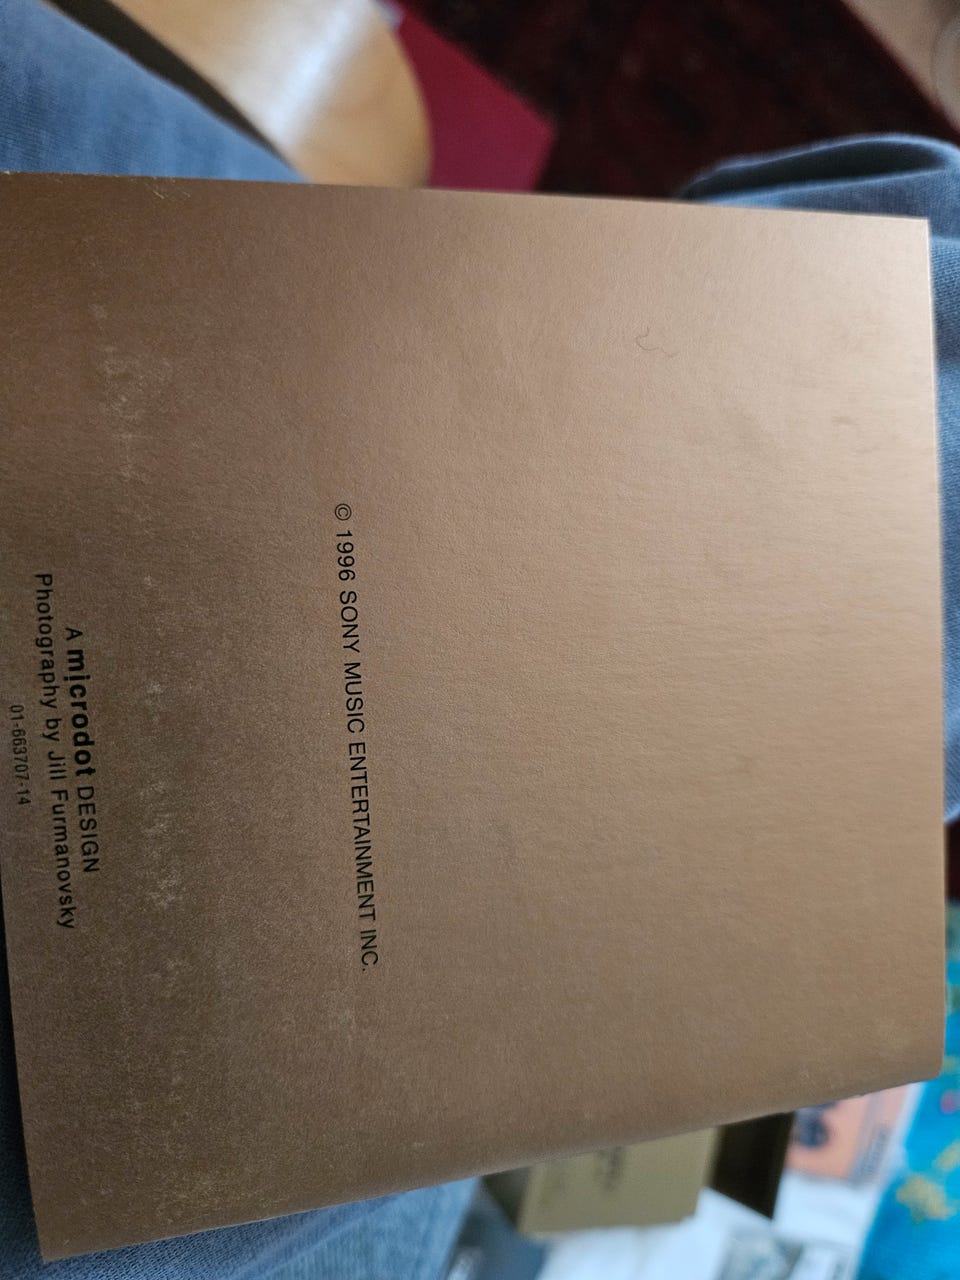 © 1996 SONY MUSIC ENTERTAINMENT INC.
A microdot DESIGN
Photography by Jill Furmanovsky
01-663707-14